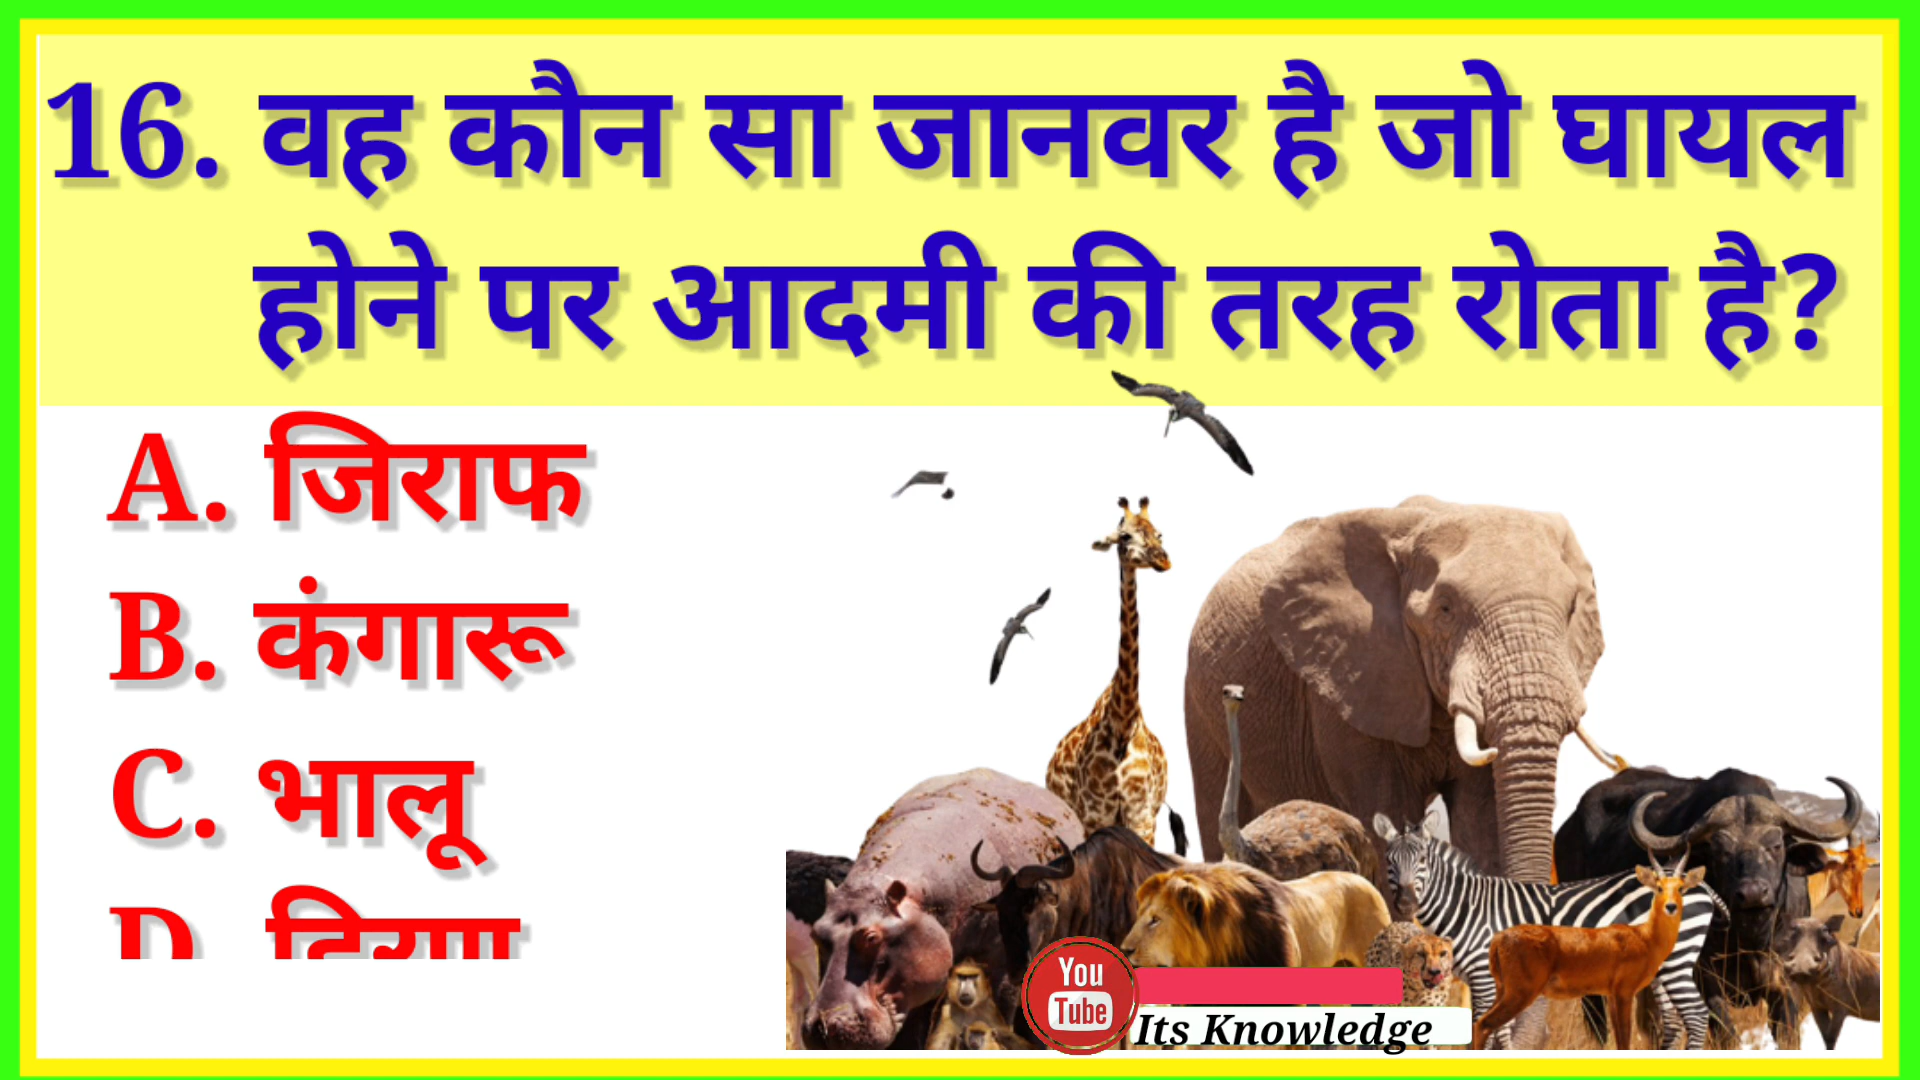 16. वह कौन सा जानवर है जो घायल
होने पर आदमी की तरह रोता है?
A. जिराफ
B. कंगारू
C. भालू
D.
You
Tube
Its Knowledge